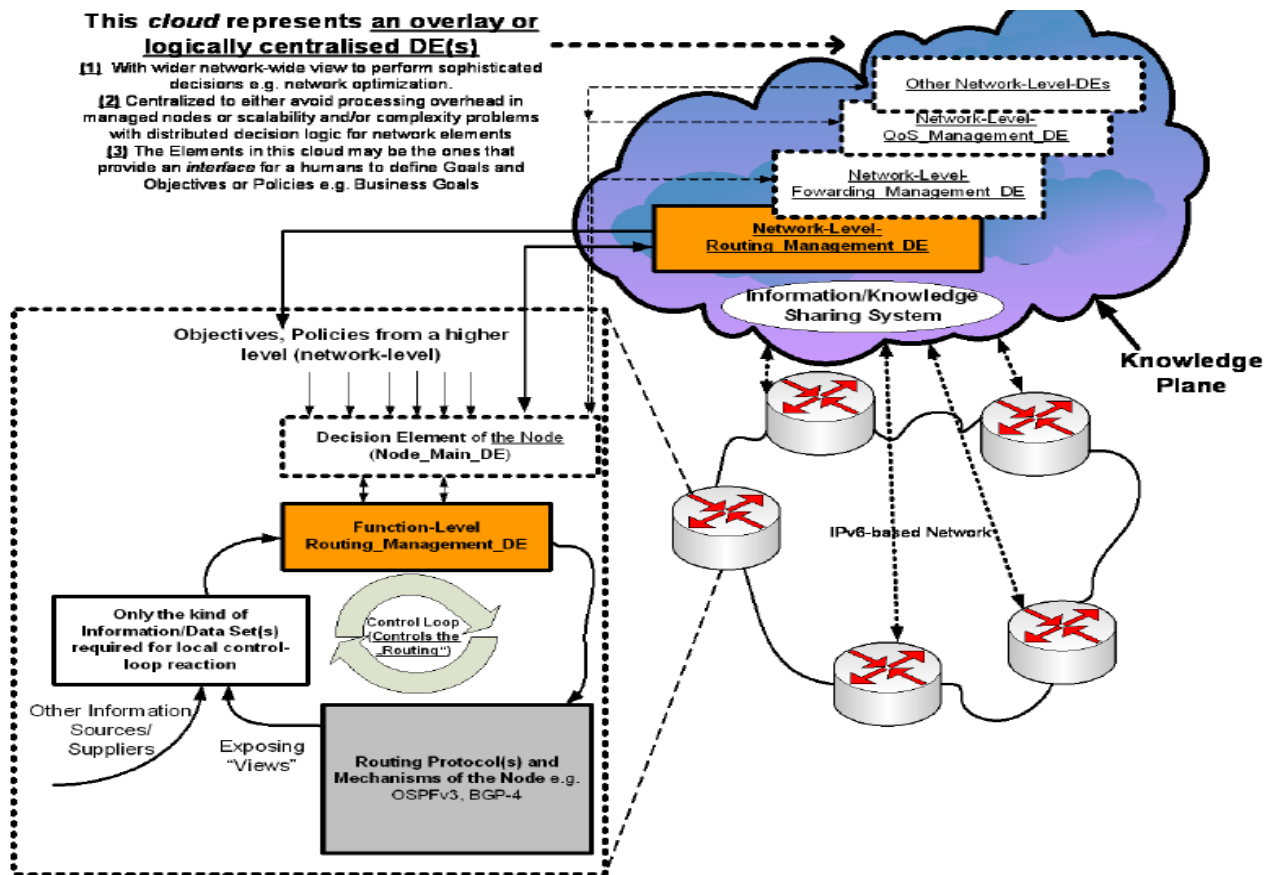 This cloud represents an overlay or
logically centralised DE(s)
(1) With wider network-wide view to perform sophisticated
decisions e.g. network optimization.
(2) Centralized to either avoid processing overhead in
managed nodes or scalability and/or complexity problems
with distributed decision logic for network elements
(3) The Elements in this cloud may be the ones that
provide an interface for a humans to define Goals and
Objectives or Policies e.g. Business Goals
Other Network-Level-DEs
Network-Level-
QoS_Management_DE
Network-Level-
Fowarding_Management_DE
Network-Level-
Routing_Management_DE
Information/Knowledge
Sharing System
Knowledge
Plane
Objectives, Policies from a higher
level (network-level)
Decision Element of the Node
(Node_Main_DE)
Function-Level
Routing_Management_DE
Control Loop
(Controls the
„Routing“)
Only the kind of
Information/Data Set(s)
required for local control-
loop reaction
Other Information
Sources/
Suppliers
Exposing
“Views”
Routing Protocol(s) and
Mechanisms of the Node e.g.
OSPFv3, BGP-4
IPv6-based Network